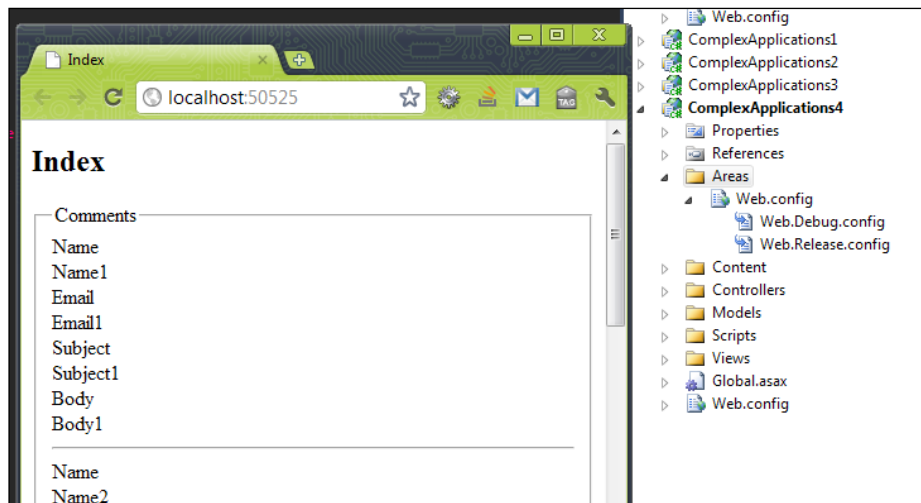 Index
localhost:50525
TAG
Index
Comments
Name
Name1
Email
Email1
Subject
Subject1
Body
Body1
Name
Name2
Web.config
ComplexApplications1
ComplexApplications2
ComplexApplications3
ComplexApplications4
Properties
References
Areas
Web.config
Web.Debug.config
Web.Release.config
Content
Controllers
Models
Scripts
Views
Global.asax
Web.config